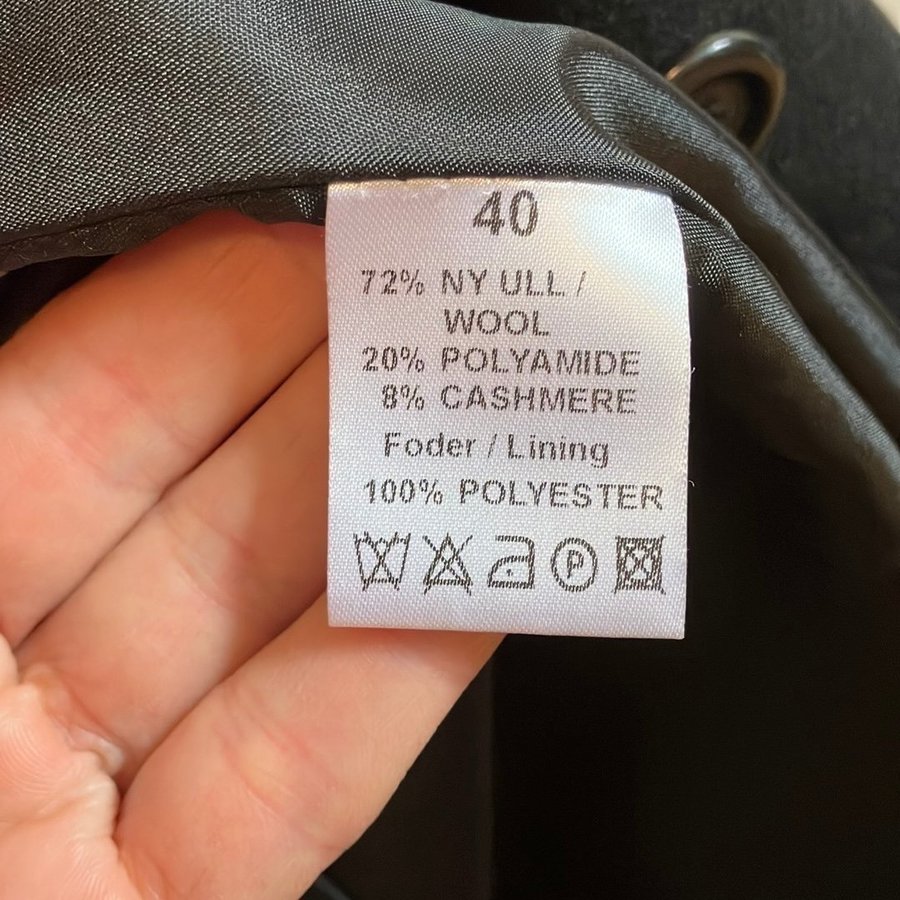 40
72% NY ULL /
WOOL
20% POLYAMIDE
8% CASHMERE
Foder / Lining
100% POLYESTER
P